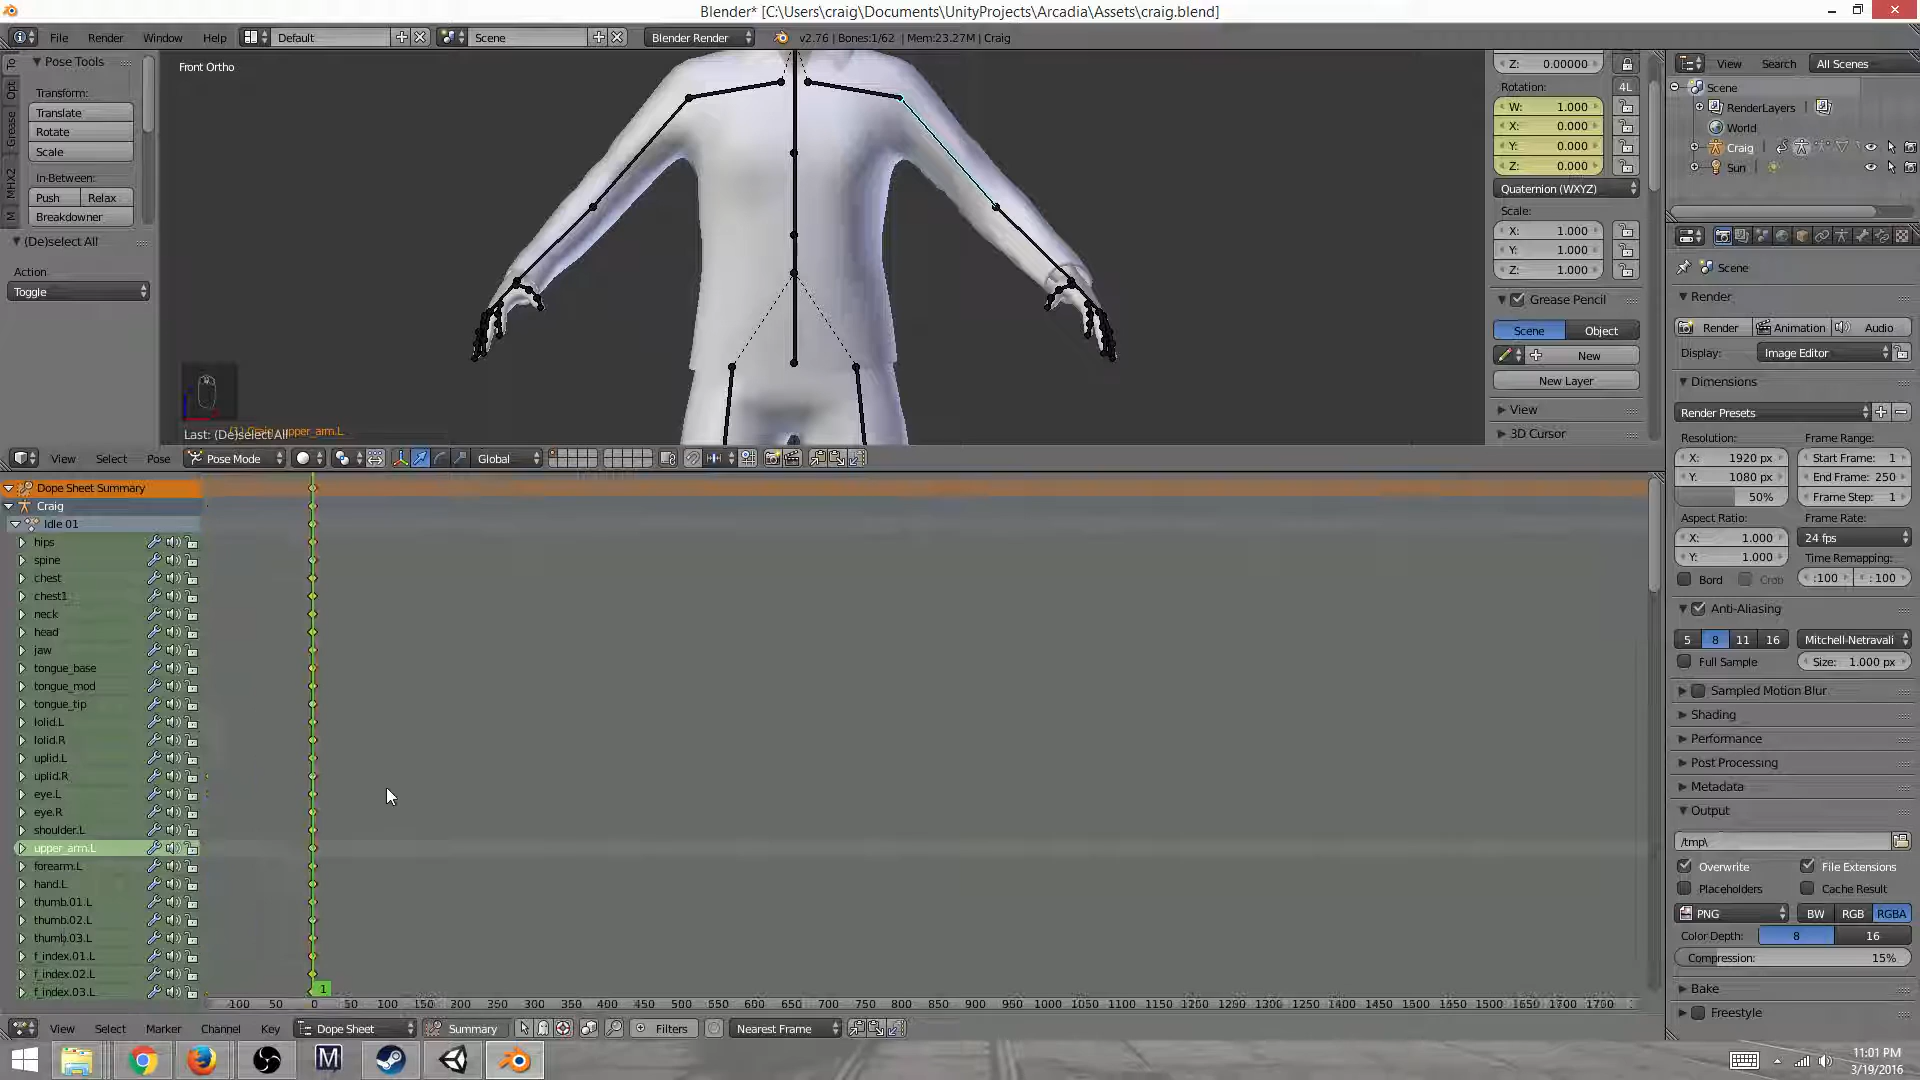 Blender* [C:\Users\craig\Documents\UnityProjects\Arcadia\Assets\craig.blend]
File Render Window Help Default Scene Blender Render v2.76 | Bones:1/62 | Mem:23.27M | Craig
Pose Tools
Transform:
Translate
Rotate
Scale
In-Between:
Push Relax
Breakdowner
(De)select All
Action:
Toggle
To
Opt
Grease
MHX2
M
Front Ortho
(1) Craig : upper_arm.L
Last: (De)select All
Z: 0.00000
Rotation: 4L
W: 1.000
X: 0.000
Y: 0.000
Z: 0.000
Quaternion (WXYZ)
Scale:
X: 1.000
Y: 1.000
Z: 1.000
Grease Pencil
Scene Object
New
New Layer
View
3D Cursor
View Select Pose Pose Mode Global
Dope Sheet Summary
Craig
Idle 01
hips
spine
chest
chest1
neck
head
jaw
tongue_base
tongue_mod
tongue_tip
lolid.L
lolid.R
uplid.L
uplid.R
eye.L
eye.R
shoulder.L
upper_arm.L
forearm.L
hand.L
thumb.01.L
thumb.02.L
thumb.03.L
f_index.01.L
f_index.02.L
f_index.03.L
1
-100 -50 0 50 100 150 200 250 300 350 400 450 500 550 600 650 700 750 800 850 900 950 1000 1050 1100 1150 1200 1250 1300 1350 1400 1450 1500 1550 1600 1650 1700 1750
View Select Marker Channel Key Dope Sheet Summary Filters Nearest Frame
View Search All Scenes
Scene
RenderLayers
World
Craig
Sun
Scene
Render
Render Animation Audio
Display: Image Editor
Dimensions
Render Presets
Resolution: Frame Range:
X: 1920 px Start Frame: 1
Y: 1080 px End Frame: 250
50% Frame Step: 1
Aspect Ratio: Frame Rate:
X: 1.000 24 fps
Y: 1.000 Time Remapping:
Bord Crop :100 :100
Anti-Aliasing
5 8 11 16 Mitchell-Netravali
Full Sample Size: 1.000 px
Sampled Motion Blur
Shading
Performance
Post Processing
Metadata
Output
/tmp\
Overwrite File Extensions
Placeholders Cache Result
PNG BW RGB RGBA
Color Depth: 8 16
Compression: 15%
Bake
Freestyle
11:01 PM
3/19/2016